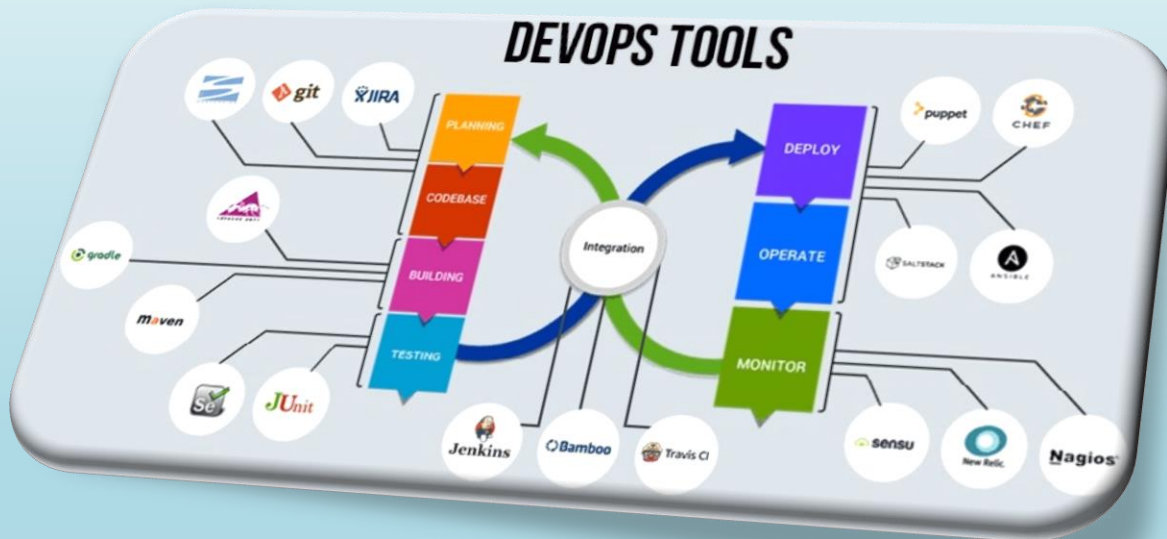 DEVOPS TOOLS
git
JIRA
PLANNING
CODEBASE
BUILDING
TESTING
gradle
maven
Se
JUnit
Integration
Jenkins
Bamboo
Travis CI
DEPLOY
OPERATE
MONITOR
puppet
CHEF
SALTSTACK
ANSIBLE
sensu
New Relic.
Nagios